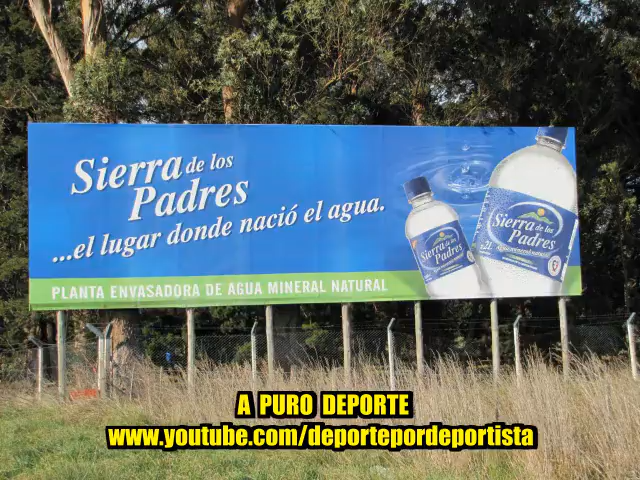 Sierra de los
Padres
...el lugar donde nació el agua.
PLANTA ENVASADORA DE AGUA MINERAL NATURAL
Sierra de los
Padres
Sierra de los
Padres
A PURO DEPORTE
www.youtube.com/deportepordeportista